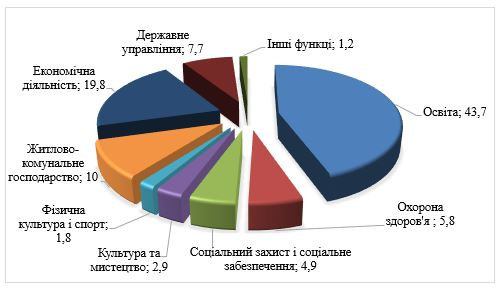 Державне
управління; 7,7
Інші функці; 1,2
Економічна
діяльність; 19,8
Освіта; 43,7
Житлово-
комунальне
господарство; 10
Фізична
культура і спорт;
1,8
Культура та
мистецтво; 2,9
Соціальний захист і соціальне
забезпечення; 4,9
Охорона
здоров'я ; 5,8